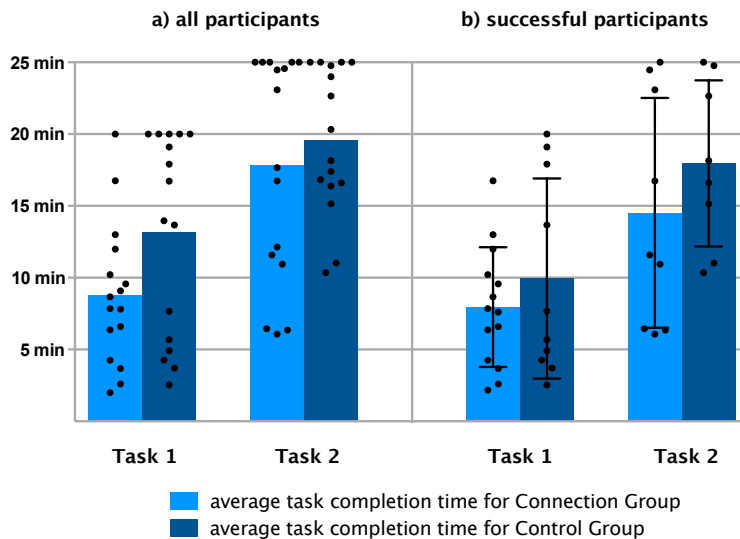 a) all participants
b) successful participants
25 min
20 min
15 min
10 min
5 min
Task 1
Task 2
Task 1
Task 2
average task completion time for Connection Group
average task completion time for Control Group